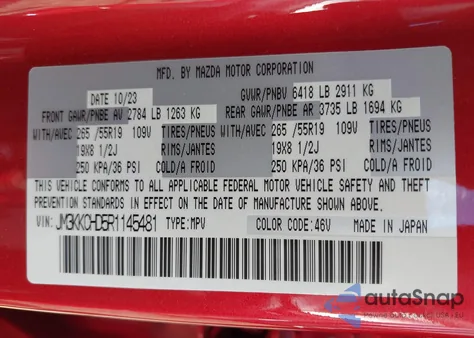 MFD. BY MAZDA MOTOR CORPORATION
DATE 10/23 GVWR/PNBV 6418 LB 2911 KG
FRONT GAWR/PNBE AV 2784 LB 1263 KG REAR GAWR/PNBE AR 3735 LB 1694 KG
WITH/AVEC 265 /55R19 109V TIRES/PNEUS WITH/AVEC 265 /55R19 109V TIRES/PNEUS
19X8 1/2J RIMS/JANTES 19X8 1/2J RIMS/JANTES
250 KPA/36 PSI COLD/A FROID 250 KPA/36 PSI COLD/A FROID
THIS VEHICLE CONFORMS TO ALL APPLICABLE FEDERAL MOTOR VEHICLE SAFETY AND THEFT
PREVENTION STANDARDS IN EFFECT ON THE DATE OF MANUFACTURE SHOWN ABOVE.
VIN: JM3KKCHD5R1145481 TYPE:MPV COLOR CODE:46V MADE IN JAPAN
autoSnap